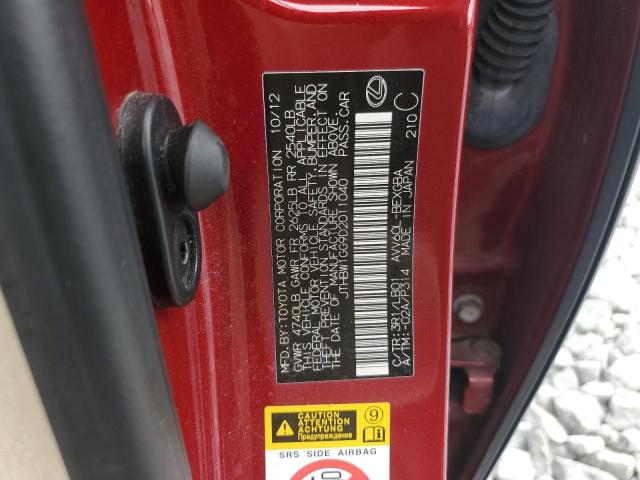 MFD.BY:TOYOTA MOTOR CORPORATION 10/12
GVWR 4740LB GAWR FR 2625LB RR 2540LB
THIS VEHICLE CONFORMS TO ALL APPLICABLE
FEDERAL MOTOR VEHICLE SAFETY, BUMPER, AND
THEFT PREVENTION STANDARDS IN EFFECT ON
THE DATE OF MANUFACTURE SHOWN ABOVE.
JTHBW1GG9D2011040 PASS.CAR
C/TM:3R1/LB01 AVV60L-BEXGBA
A/TM:-02A/P314 MADE IN JAPAN 210 C
CAUTION
ATTENTION
ACHTUNG
Предупреждение
9
SRS SIDE AIRBAG